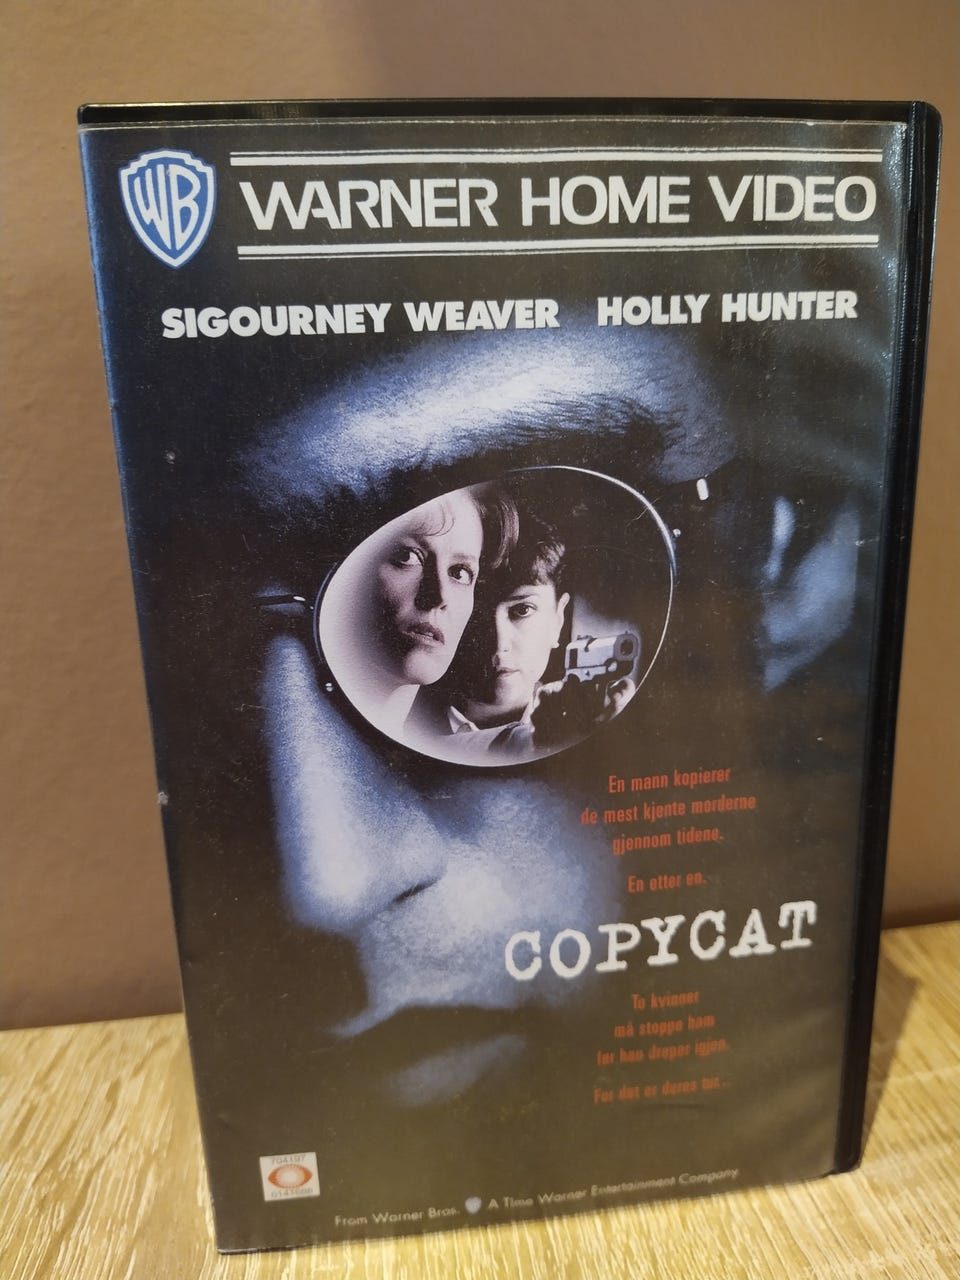 WB
WARNER HOME VIDEO
SIGOURNEY WEAVER HOLLY HUNTER
En mann kopierer
de mest kjente morderne
gjennom tidene.
En etter en.
COPYCAT
To kvinner
må stoppe ham
før han dreper igjen.
Før det er deres tur...
704197
From Warner Bros. A Time Warner Entertainment Company